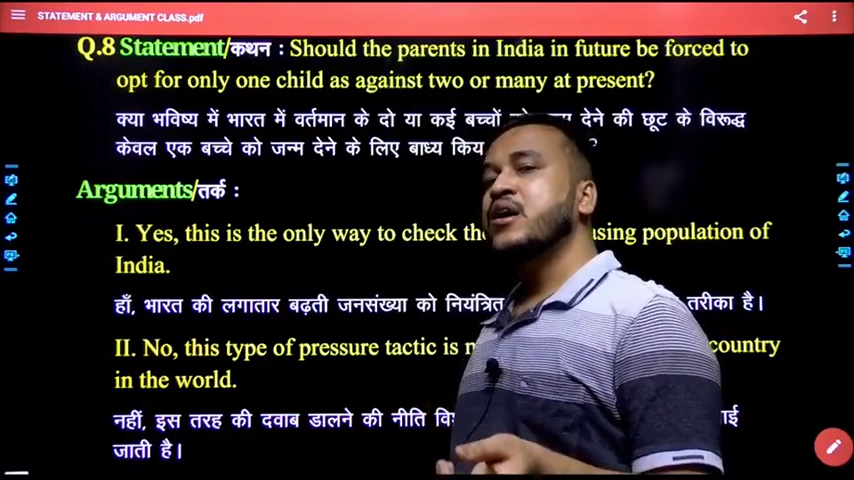 STATEMENT & ARGUMENT CLASS.pdf
Q.8 Statement/कथन : Should the parents in India in future be forced to
opt for only one child as against two or many at present?
क्या भविष्य में भारत में वर्तमान के दो या कई बच्चों देने की छूट के विरूद्ध
केवल एक बच्चे को जन्म देने के लिए बाध्य किय
Arguments/तर्क :
I. Yes, this is the only way to check the asing population of
India.
हाँ, भारत की लगातार बढ़ती जनसंख्या को नियंत्रित तरीका है।
II. No, this type of pressure tactic is country
in the world.
नहीं, इस तरह की दवाब डालने की नीति
जाती है।